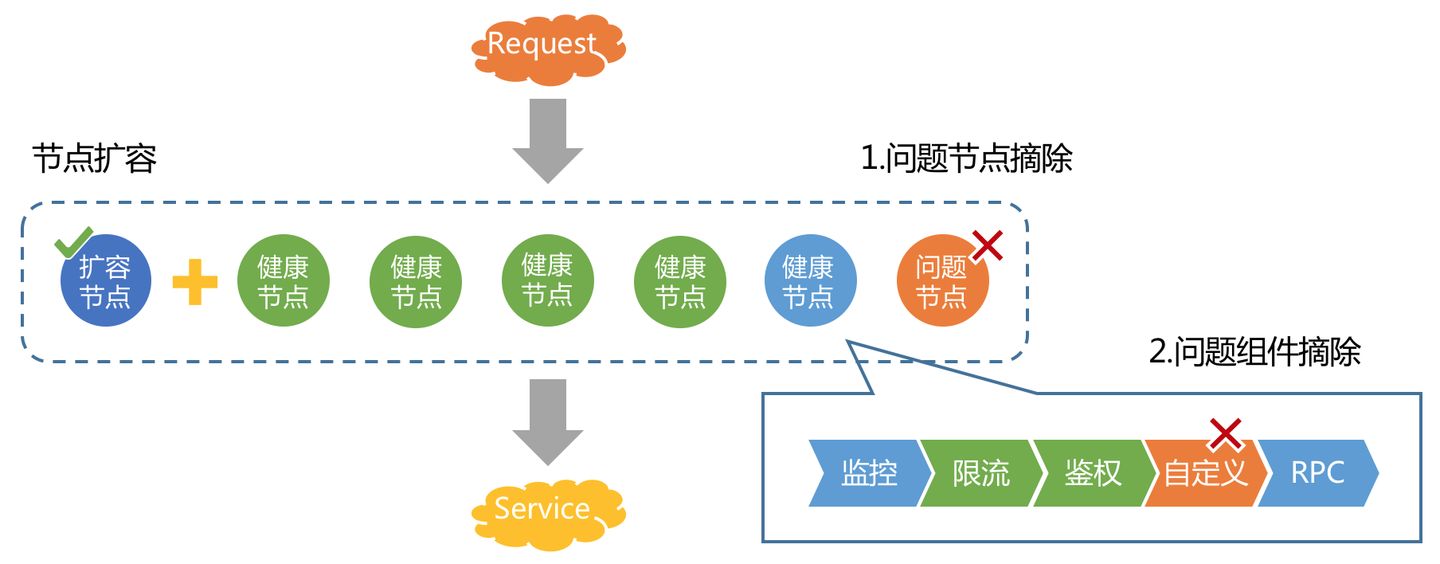 Request
节点扩容
1.问题节点摘除
扩容
节点
健康
节点
健康
节点
健康
节点
健康
节点
健康
节点
问题
节点
2.问题组件摘除
监控
限流
鉴权
自定义
RPC
Service